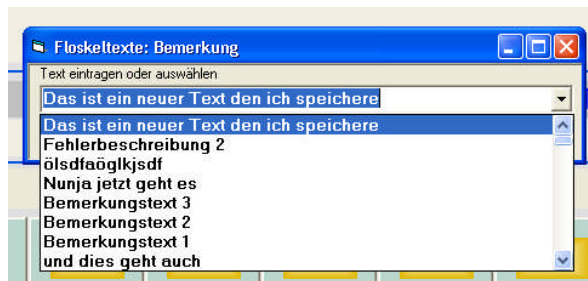 Floskeltexte: Bemerkung
Text eintragen oder auswählen
Das ist ein neuer Text den ich speichere
Das ist ein neuer Text den ich speichere
Fehlerbeschreibung 2
ölsdfaöglkjsdf
Nunja jetzt geht es
Bemerkungstext 3
Bemerkungstext 2
Bemerkungstext 1
und dies geht auch